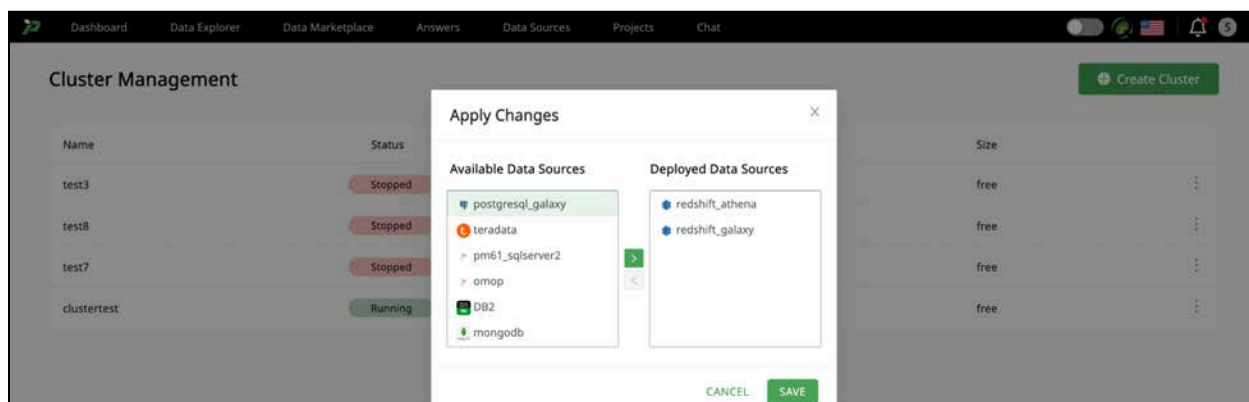 Dashboard Data Explorer Data Marketplace Answers Data Sources Projects Chat S
Cluster Management
Create Cluster
Apply Changes
Name Status Size
Available Data Sources Deployed Data Sources
test3 Stopped free
postgresql_galaxy redshift_athena
teradata redshift_galaxy
test8 Stopped free
pm61_sqlserver2
test7 Stopped free
omop
DB2
clustertest Running free
mongodb
CANCEL SAVE